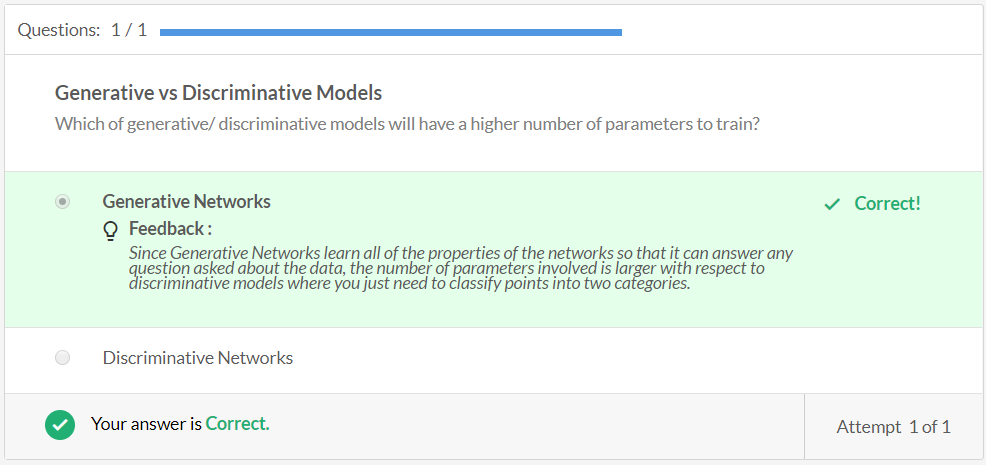 Questions: 1 / 1
Generative vs Discriminative Models
Which of generative/ discriminative models will have a higher number of parameters to train?
Generative Networks
Correct!
Feedback :
Since Generative Networks learn all of the properties of the networks so that it can answer any
question asked about the data, the number of parameters involved is larger with respect to
discriminative models where you just need to classify points into two categories.
Discriminative Networks
Your answer is Correct.
Attempt 1 of 1